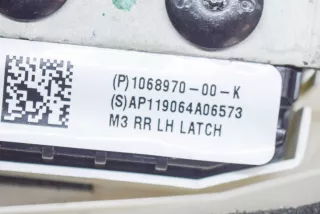 (P)1068970-00-K
(S)AP119064A06573
M3 RR LH LATCH